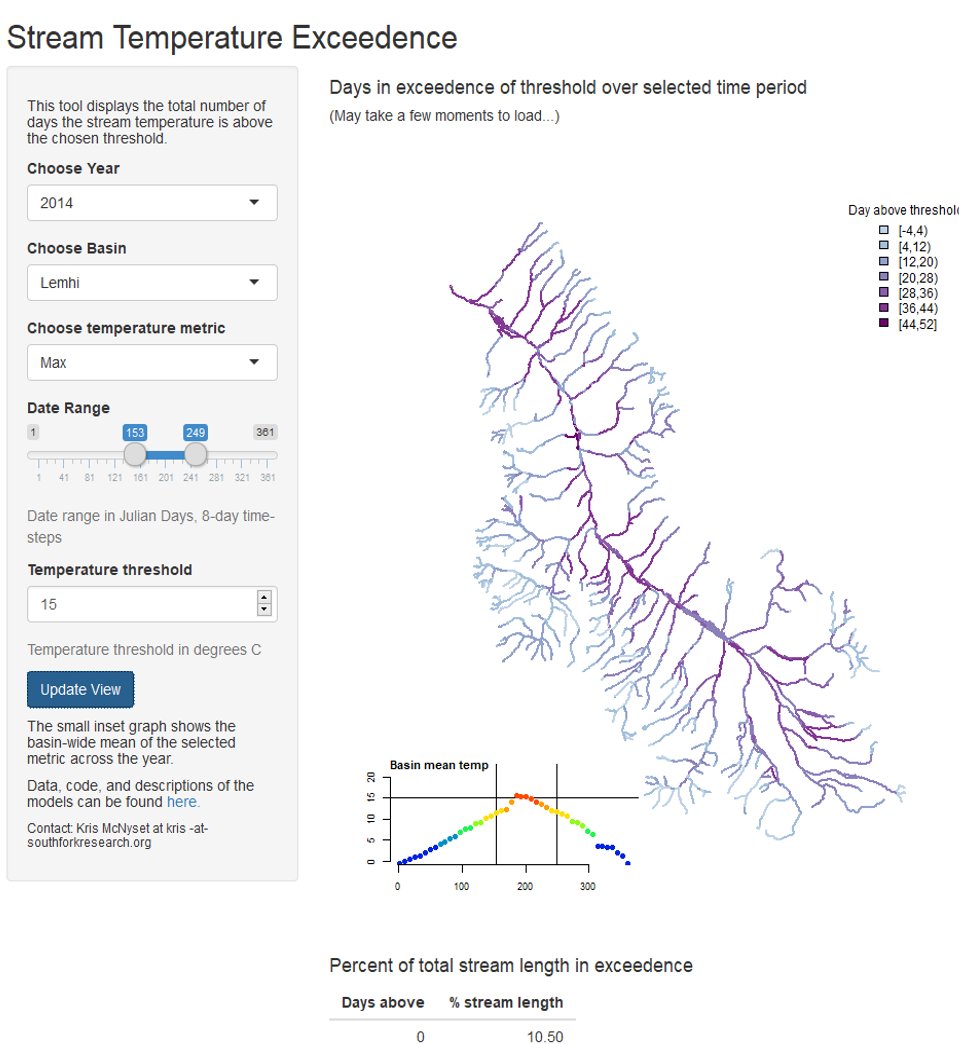 Stream Temperature Exceedence
This tool displays the total number of
days the stream temperature is above
the chosen threshold.
Choose Year
2014
Choose Basin
Lemhi
Choose temperature metric
Max
Date Range
1 153 249 361
1 41 81 121 161 201 241 281 321 361
Date range in Julian Days, 8-day time-
steps
Temperature threshold
15
Temperature threshold in degrees C
Update View
The small inset graph shows the
basin-wide mean of the selected
metric across the year.
Data, code, and descriptions of the
models can be found here.
Contact: Kris McNyset at kris -at-
southforkresearch.org
Days in exceedence of threshold over selected time period
(May take a few moments to load...)
Day above threshold
[-4,4)
[4,12)
[12,20)
[20,28)
[28,36)
[36,44)
[44,52]
Basin mean temp
20
15
10
5
0
0 100 200 300
Percent of total stream length in exceedence
Days above % stream length
0 10.50